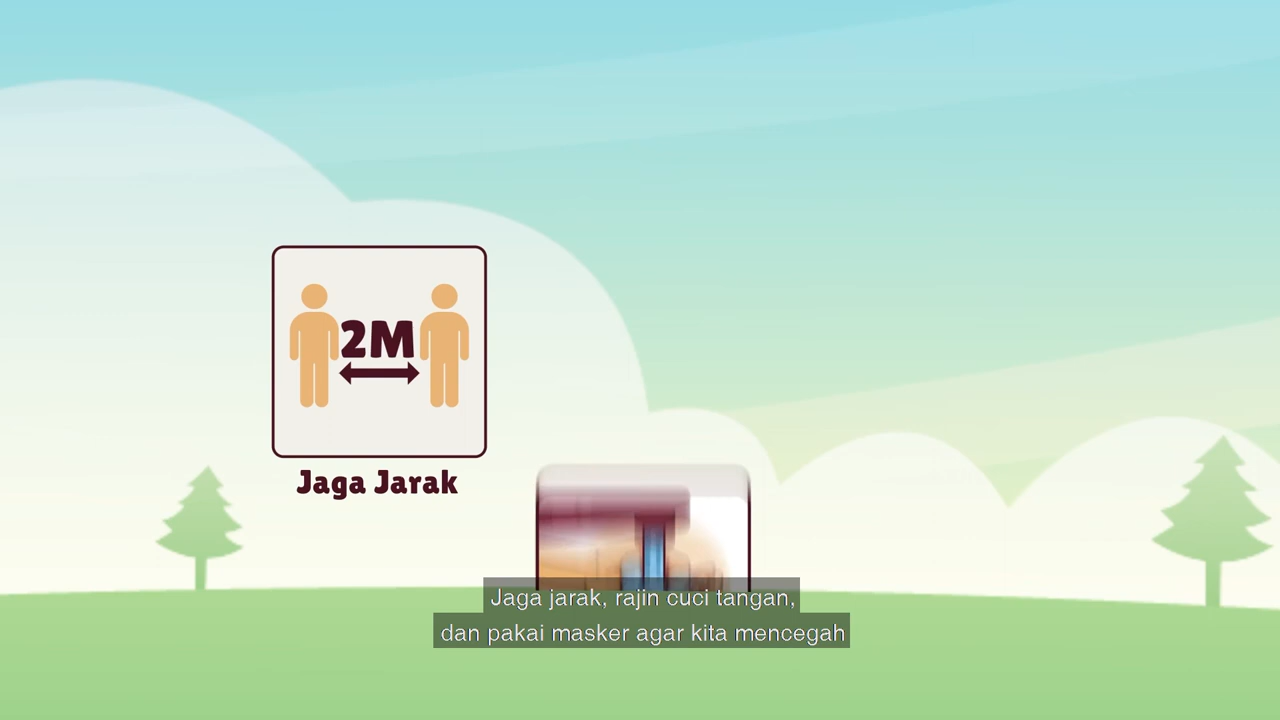 2M
Jaga Jarak
Jaga jarak, rajin cuci tangan,
dan pakai masker agar kita mencegah